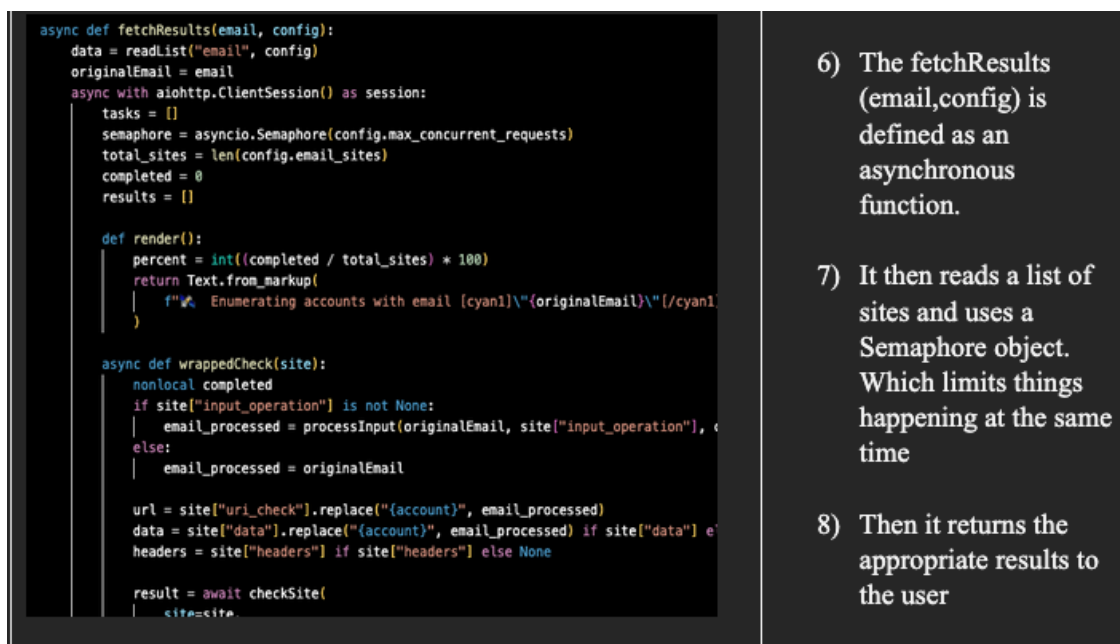 async def fetchResults(email, config):
data = readList("email", config)
originalEmail = email
async with aiohttp.ClientSession() as session:
tasks = []
semaphore = asyncio.Semaphore(config.max_concurrent_requests)
total_sites = len(config.email_sites)
completed = 0
results = []
def render():
percent = int((completed / total_sites) * 100)
return Text.from_markup(
f"🛰️ Enumerating accounts with email [cyan1]\"{originalEmail}\"[/cyan1]
)
async def wrappedCheck(site):
nonlocal completed
if site["input_operation"] is not None:
email_processed = processInput(originalEmail, site["input_operation"], c
else:
email_processed = originalEmail
url = site["uri_check"].replace("{account}", email_processed)
data = site["data"].replace("{account}", email_processed) if site["data"] el
headers = site["headers"] if site["headers"] else None
result = await checkSite(
site=site,
6) The fetchResults
(email,config) is
defined as an
asynchronous
function.
7) It then reads a list of
sites and uses a
Semaphore object.
Which limits things
happening at the same
time
8) Then it returns the
appropriate results to
the user